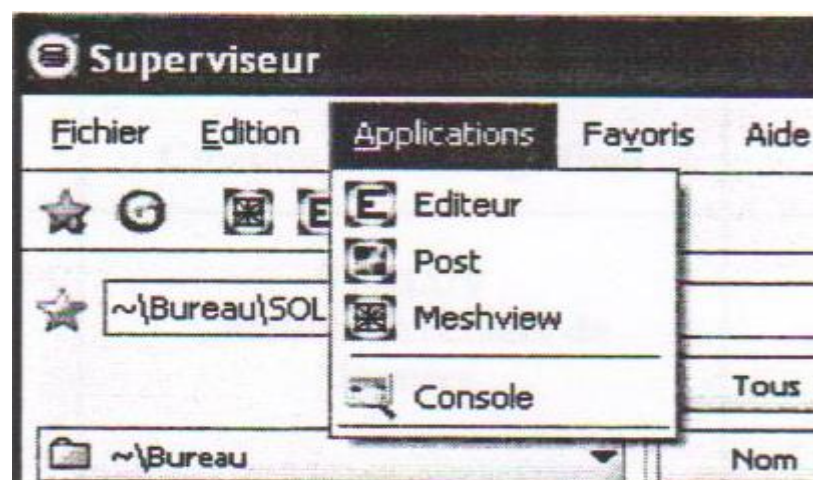 Superviseur
Fichier Edition Applications Favoris Aide
E Editeur
Post
~\Bureau\SOL
Meshview
Tous
Console
~\Bureau Nom